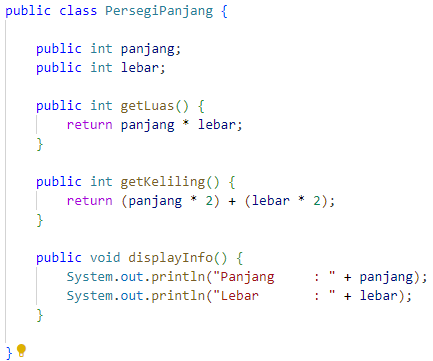 public class PersegiPanjang {
    public int panjang;
    public int lebar;
    public int getLuas() {
        return panjang * lebar;
    }
    public int getKeliling() {
        return (panjang * 2) + (lebar * 2);
    }
    public void displayInfo() {
        System.out.println("Panjang     : " + panjang);
        System.out.println("Lebar       : " + lebar);
    }
}